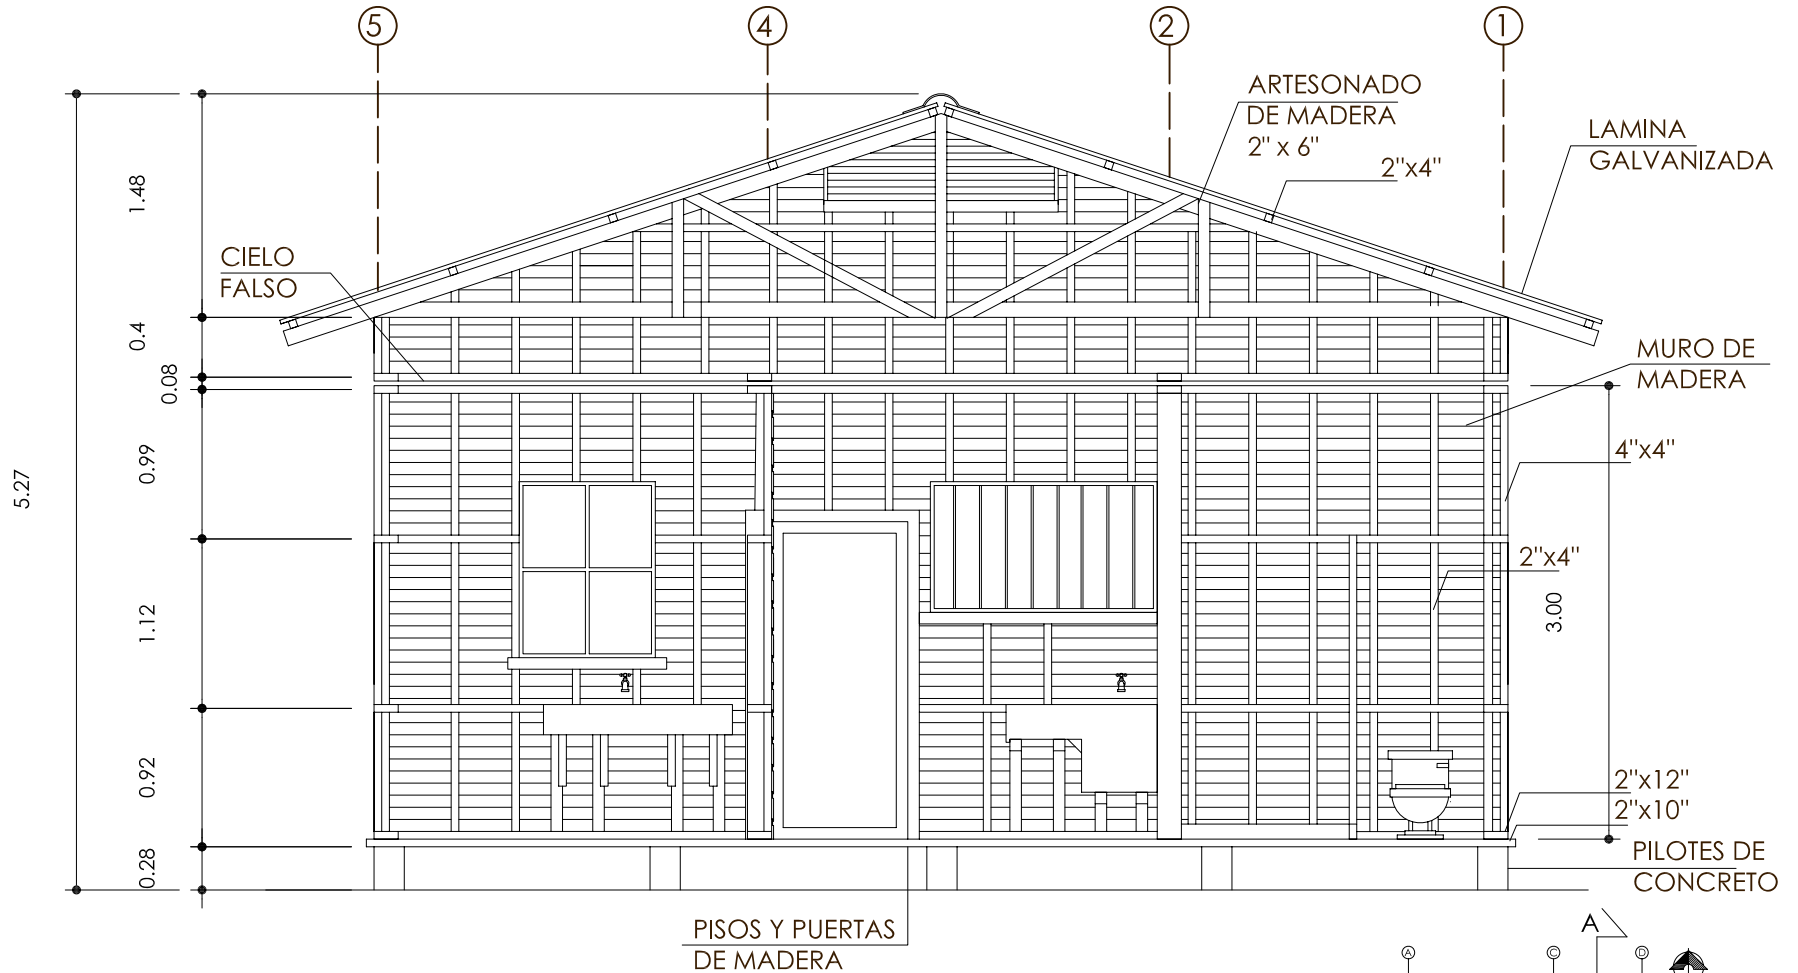 5
4
2
1
ARTESONADO
DE MADERA
2" x 6"
2"x4"
LAMINA
GALVANIZADA
1.48
CIELO
FALSO
0.4
0.08
MURO DE
MADERA
4"x4"
0.99
5.27
2"x4"
1.12
3.00
0.92
2"x12"
2"x10"
0.28
PILOTES DE
CONCRETO
PISOS Y PUERTAS
DE MADERA
A
A
C
D